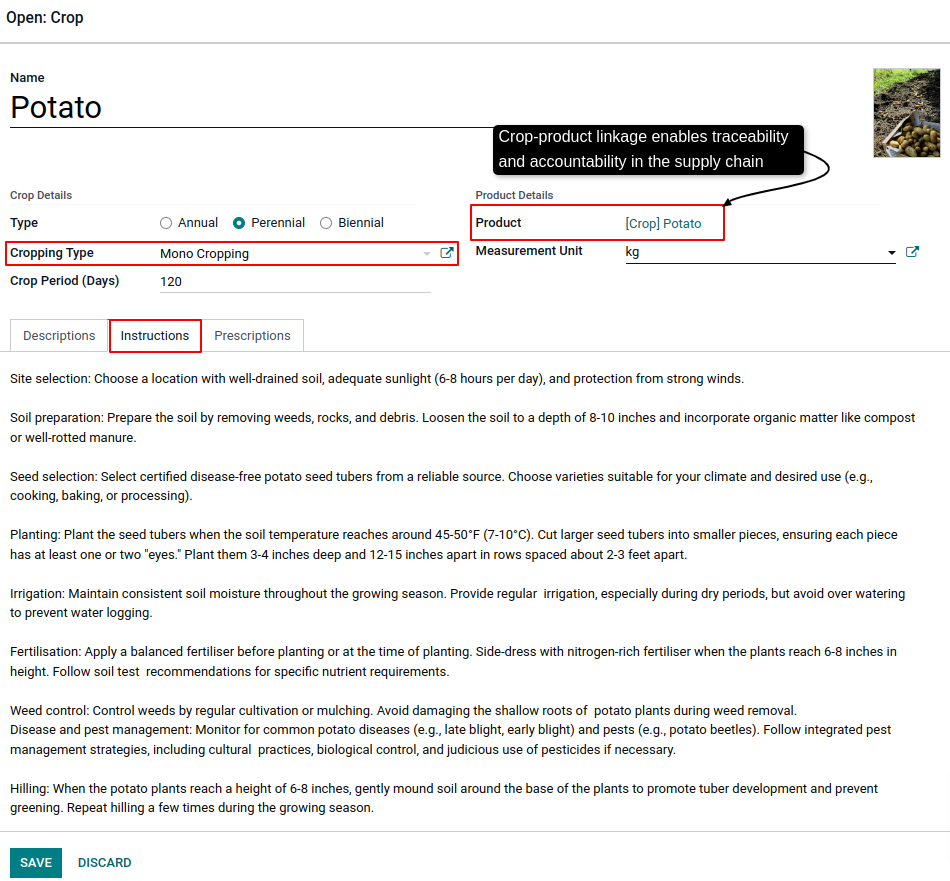 Open: Crop
Name
Potato
Crop-product linkage enables traceability
and accountability in the supply chain
Crop Details
Type Annual Perennial Biennial
Cropping Type Mono Cropping
Crop Period (Days) 120
Product Details
Product [Crop] Potato
Measurement Unit kg
Descriptions Instructions Prescriptions
Site selection: Choose a location with well-drained soil, adequate sunlight (6-8 hours per day), and protection from strong winds.
Soil preparation: Prepare the soil by removing weeds, rocks, and debris. Loosen the soil to a depth of 8-10 inches and incorporate organic matter like compost
or well-rotted manure.
Seed selection: Select certified disease-free potato seed tubers from a reliable source. Choose varieties suitable for your climate and desired use (e.g.,
cooking, baking, or processing).
Planting: Plant the seed tubers when the soil temperature reaches around 45-50°F (7-10°C). Cut larger seed tubers into smaller pieces, ensuring each piece
has at least one or two "eyes." Plant them 3-4 inches deep and 12-15 inches apart in rows spaced about 2-3 feet apart.
Irrigation: Maintain consistent soil moisture throughout the growing season. Provide regular irrigation, especially during dry periods, but avoid over watering
to prevent water logging.
Fertilisation: Apply a balanced fertiliser before planting or at the time of planting. Side-dress with nitrogen-rich fertiliser when the plants reach 6-8 inches in
height. Follow soil test recommendations for specific nutrient requirements.
Weed control: Control weeds by regular cultivation or mulching. Avoid damaging the shallow roots of potato plants during weed removal.
Disease and pest management: Monitor for common potato diseases (e.g., late blight, early blight) and pests (e.g., potato beetles). Follow integrated pest
management strategies, including cultural practices, biological control, and judicious use of pesticides if necessary.
Hilling: When the potato plants reach a height of 6-8 inches, gently mound soil around the base of the plants to promote tuber development and prevent
greening. Repeat hilling a few times during the growing season.
SAVE DISCARD